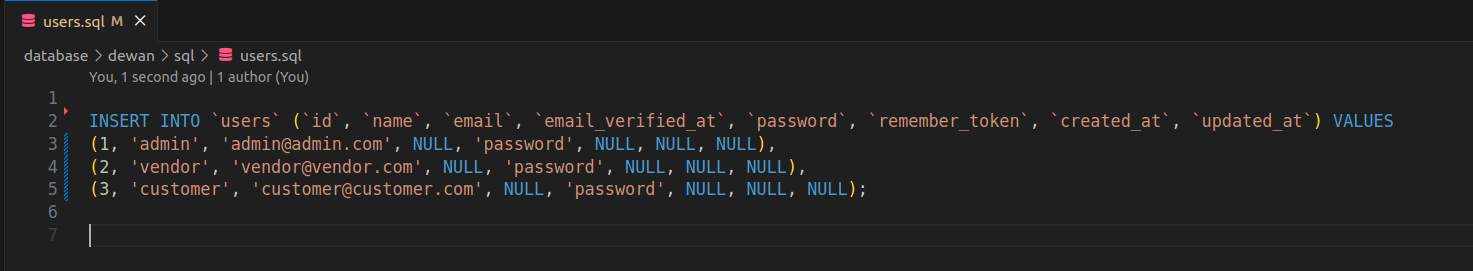 users.sql M
database > dewan > sql > users.sql
You, 1 second ago | 1 author (You)
1
2 INSERT INTO `users` (`id`, `name`, `email`, `email_verified_at`, `password`, `remember_token`, `created_at`, `updated_at`) VALUES
3 (1, 'admin', 'admin@admin.com', NULL, 'password', NULL, NULL, NULL),
4 (2, 'vendor', 'vendor@vendor.com', NULL, 'password', NULL, NULL, NULL),
5 (3, 'customer', 'customer@customer.com', NULL, 'password', NULL, NULL, NULL);
6
7